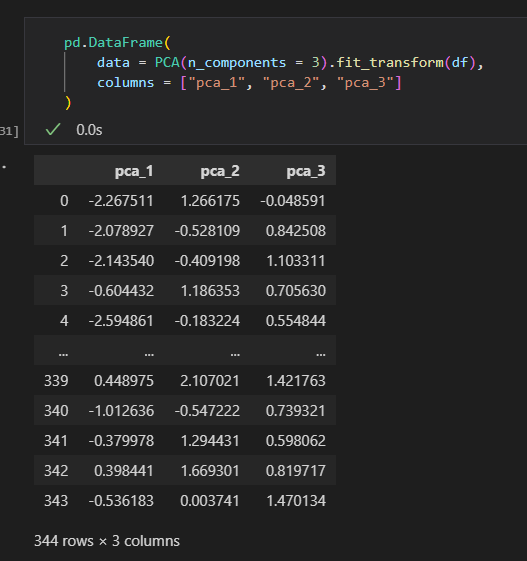 pd.DataFrame(
data = PCA(n_components = 3).fit_transform(df),
columns = ["pca_1", "pca_2", "pca_3"]
)
31]
✓ 0.0s
pca_1 pca_2 pca_3
0 -2.267511 1.266175 -0.048591
1 -2.078927 -0.528109 0.842508
2 -2.143540 -0.409198 1.103311
3 -0.604432 1.186353 0.705630
4 -2.594861 -0.183224 0.554844
... ... ... ...
339 0.448975 2.107021 1.421763
340 -1.012636 -0.547222 0.739321
341 -0.379978 1.294431 0.598062
342 0.398441 1.669301 0.819717
343 -0.536183 0.003741 1.470134
344 rows × 3 columns